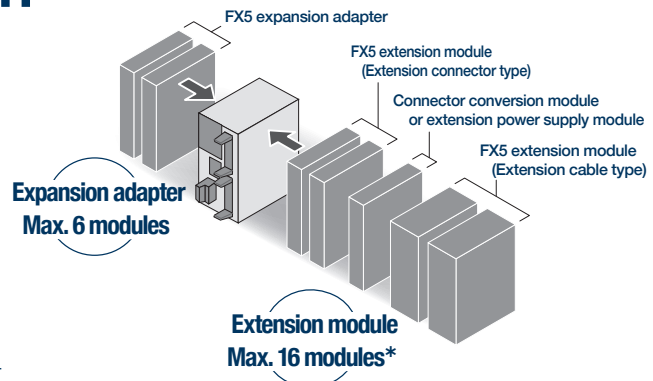 FX5 expansion adapter
FX5 extension module
(Extension connector type)
Connector conversion module
or extension power supply module
FX5 extension module
(Extension cable type)
Expansion adapter
Max. 6 modules
Extension module
Max. 16 modules*